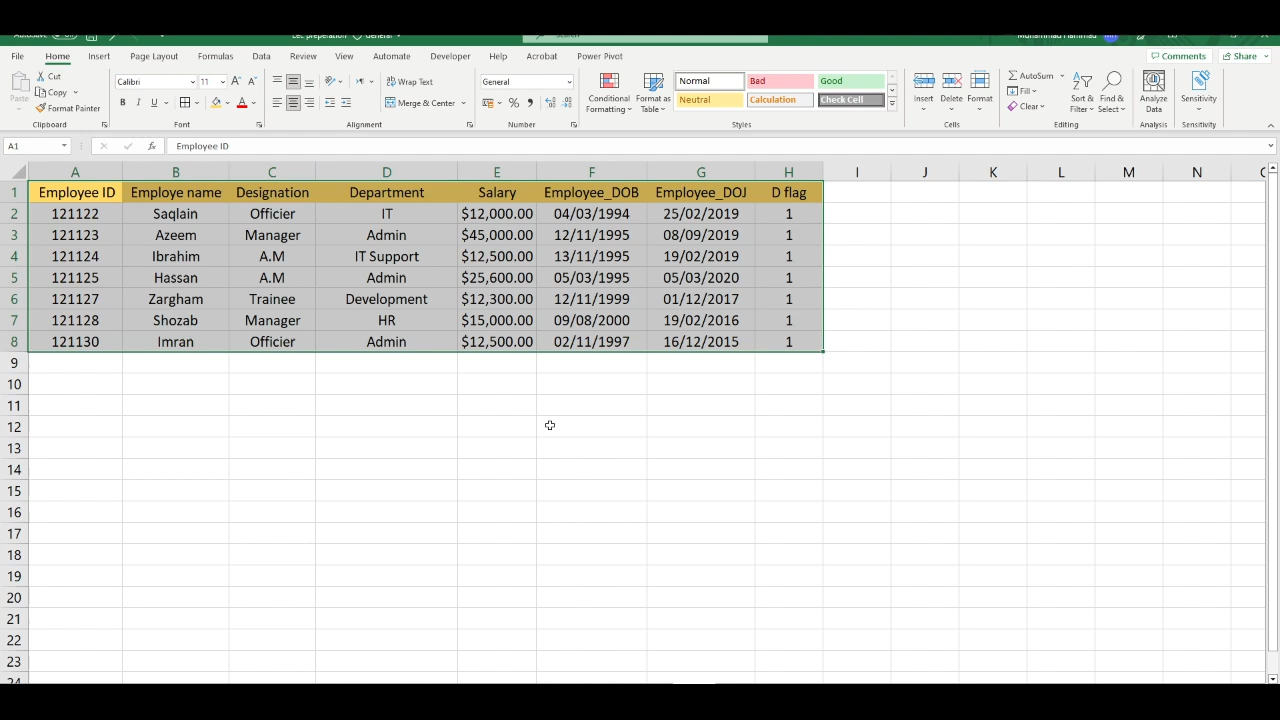 Lec preperation General
Muhammad Hammad MH
File Home Insert Page Layout Formulas Data Review View Automate Developer Help Acrobat Power Pivot Comments Share
Paste Cut Calibri 11 Wrap Text General Conditional Formatting Format as Table Normal Bad Good Insert Delete Format AutoSum Sort & Filter Find & Select Analyze Data Sensitivity
Copy Fill
Format Painter B I U Merge & Center % Neutral Calculation Check Cell Clear
Clipboard Font Alignment Number Styles Cells Editing Analysis Sensitivity
A1 fx Employee ID
A B C D E F G H I J K L M N
1 Employee ID Employe name Designation Department Salary Employee_DOB Employee_DOJ D flag
2 121122 Saqlain Officier IT $12,000.00 04/03/1994 25/02/2019 1
3 121123 Azeem Manager Admin $45,000.00 12/11/1995 08/09/2019 1
4 121124 Ibrahim A.M IT Support $12,500.00 13/11/1995 19/02/2019 1
5 121125 Hassan A.M Admin $25,600.00 05/03/1995 05/03/2020 1
6 121127 Zargham Trainee Development $12,300.00 12/11/1999 01/12/2017 1
7 121128 Shozab Manager HR $15,000.00 09/08/2000 19/02/2016 1
8 121130 Imran Officier Admin $12,500.00 02/11/1997 16/12/2015 1
9
10
11
12
13
14
15
16
17
18
19
20
21
22
23
24